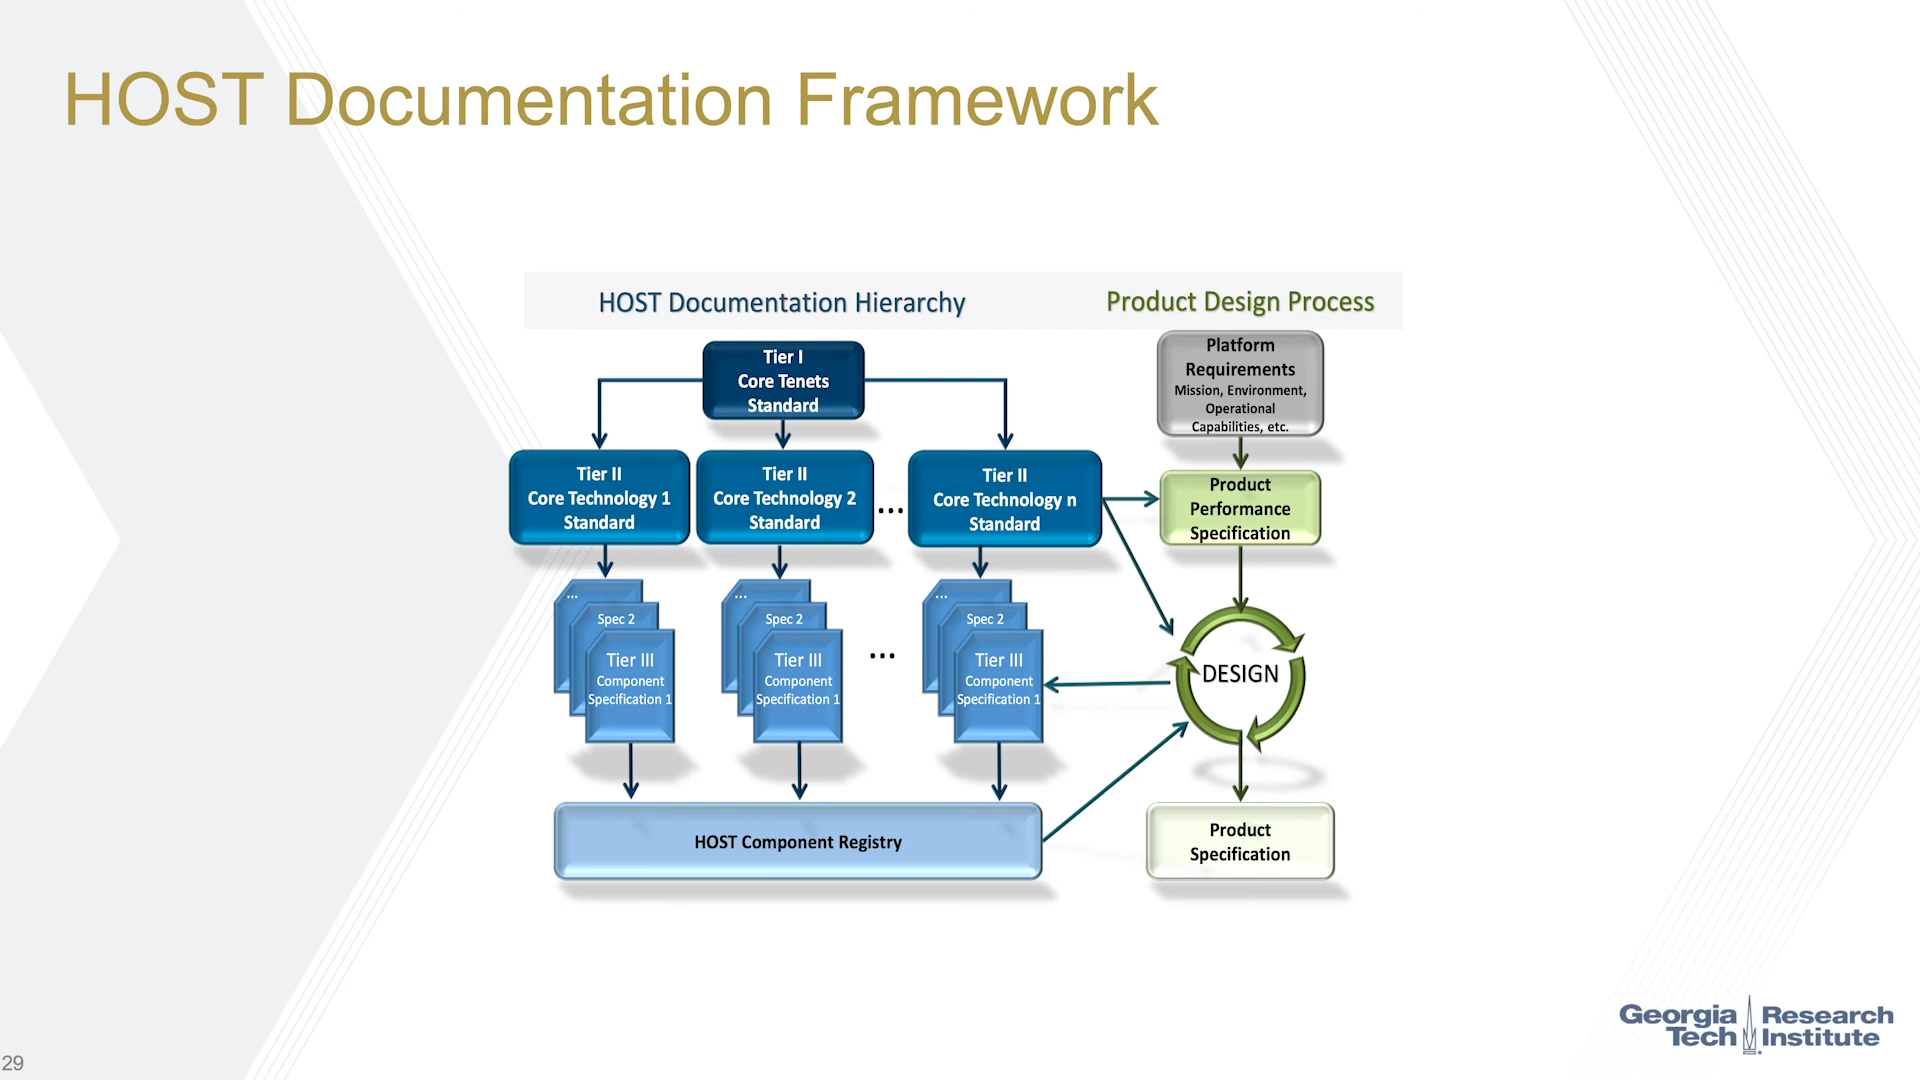 HOST Documentation Framework
HOST Documentation Hierarchy
Product Design Process
Tier I
Core Tenets
Standard
Platform
Requirements
Mission, Environment,
Operational
Capabilities, etc.
Tier II
Core Technology 1
Standard
Tier II
Core Technology 2
Standard
...
Tier II
Core Technology n
Standard
Product
Performance
Specification
...
Spec 2
Tier III
Component
Specification 1
...
Spec 2
Tier III
Component
Specification 1
...
...
Spec 2
Tier III
Component
Specification 1
DESIGN
HOST Component Registry
Product
Specification
Georgia Research
Tech Institute
29